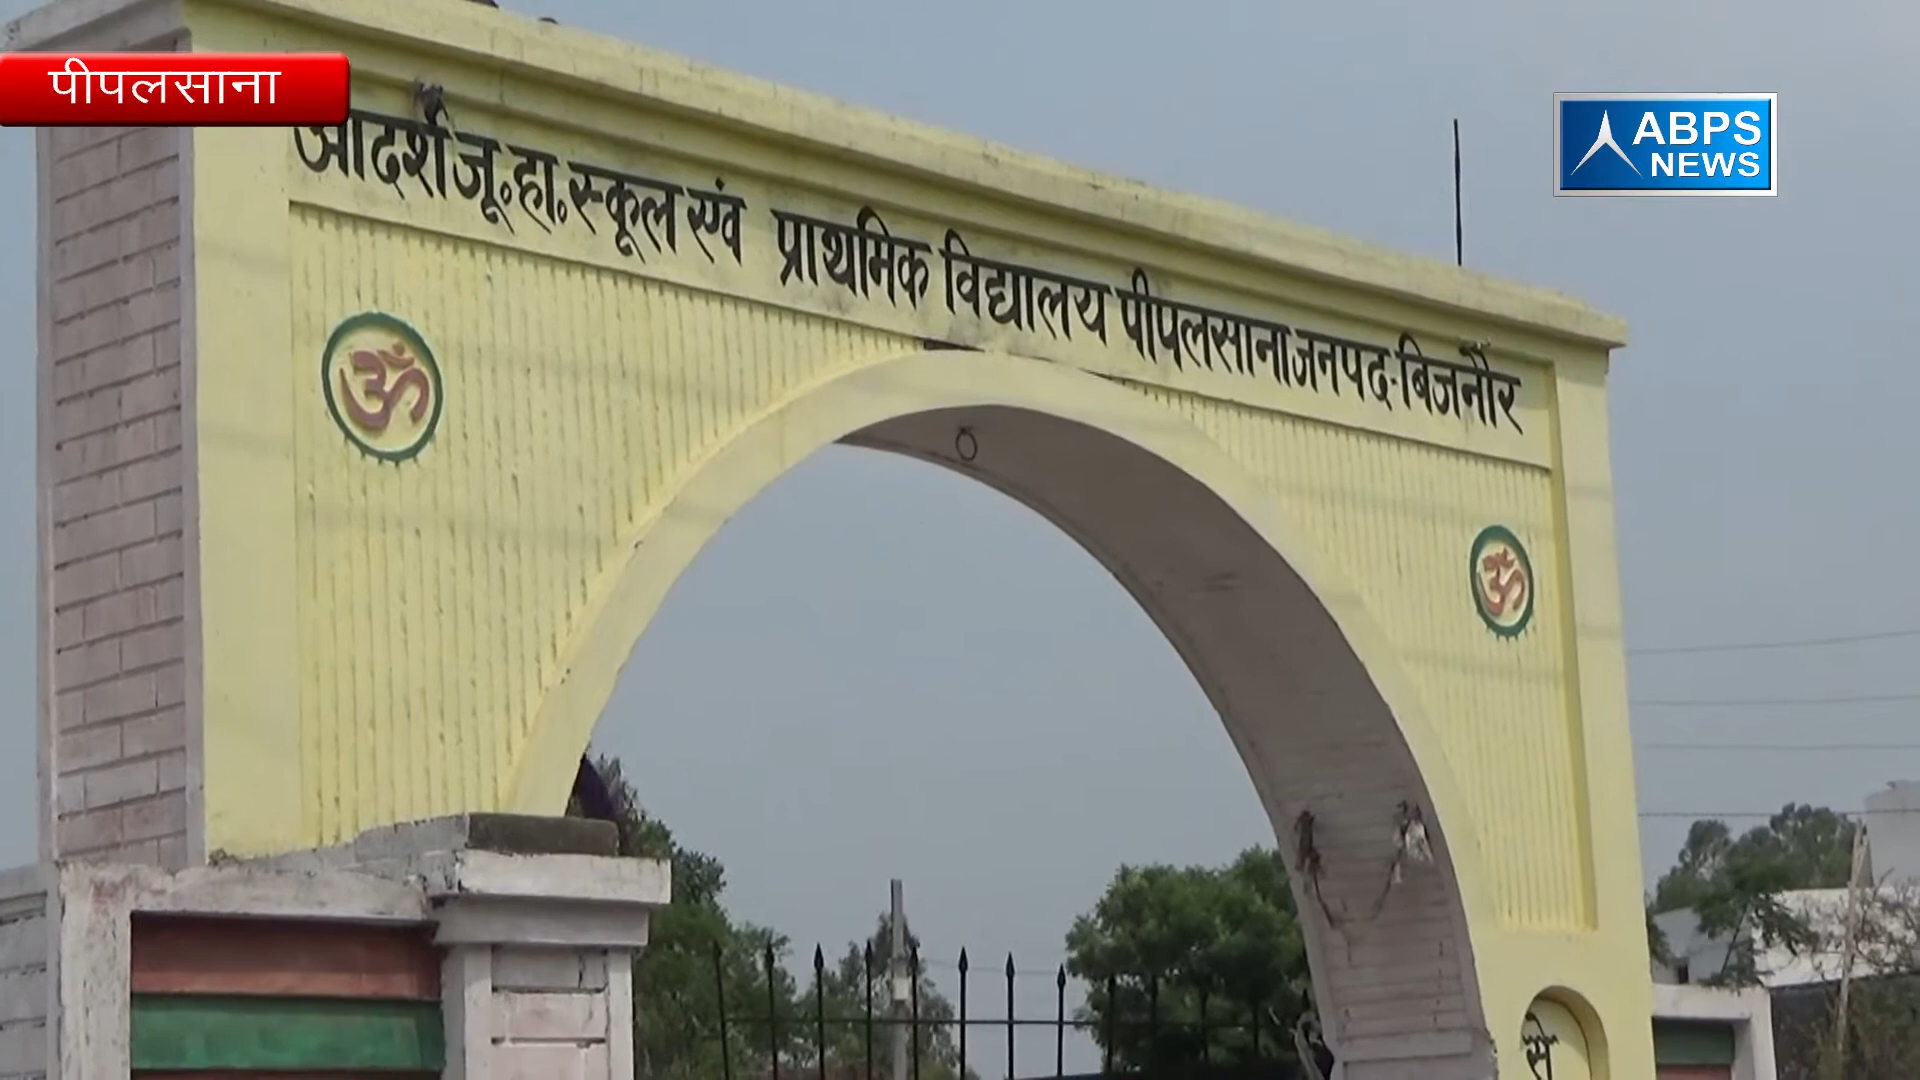 पीपलसाना
ABPS
NEWS
आदर्श जू.हा.स्कूल एवं प्राथमिक विद्यालय पीपलसाना जनपद-बिजनौर
ॐ
ॐ
से